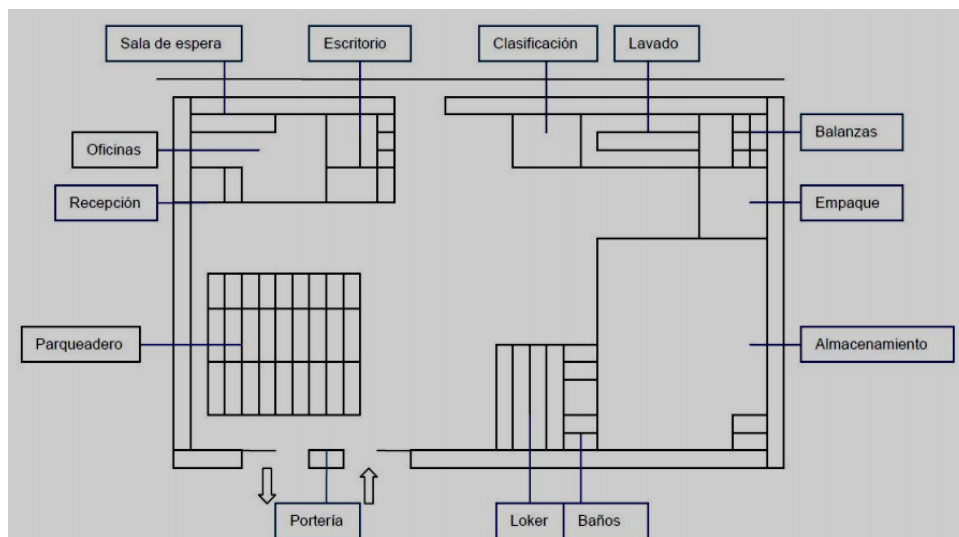 Sala de espera
Escritorio
Clasificación
Lavado
Oficinas
Balanzas
Recepción
Empaque
Parqueadero
Almacenamiento
Portería
Loker
Baños